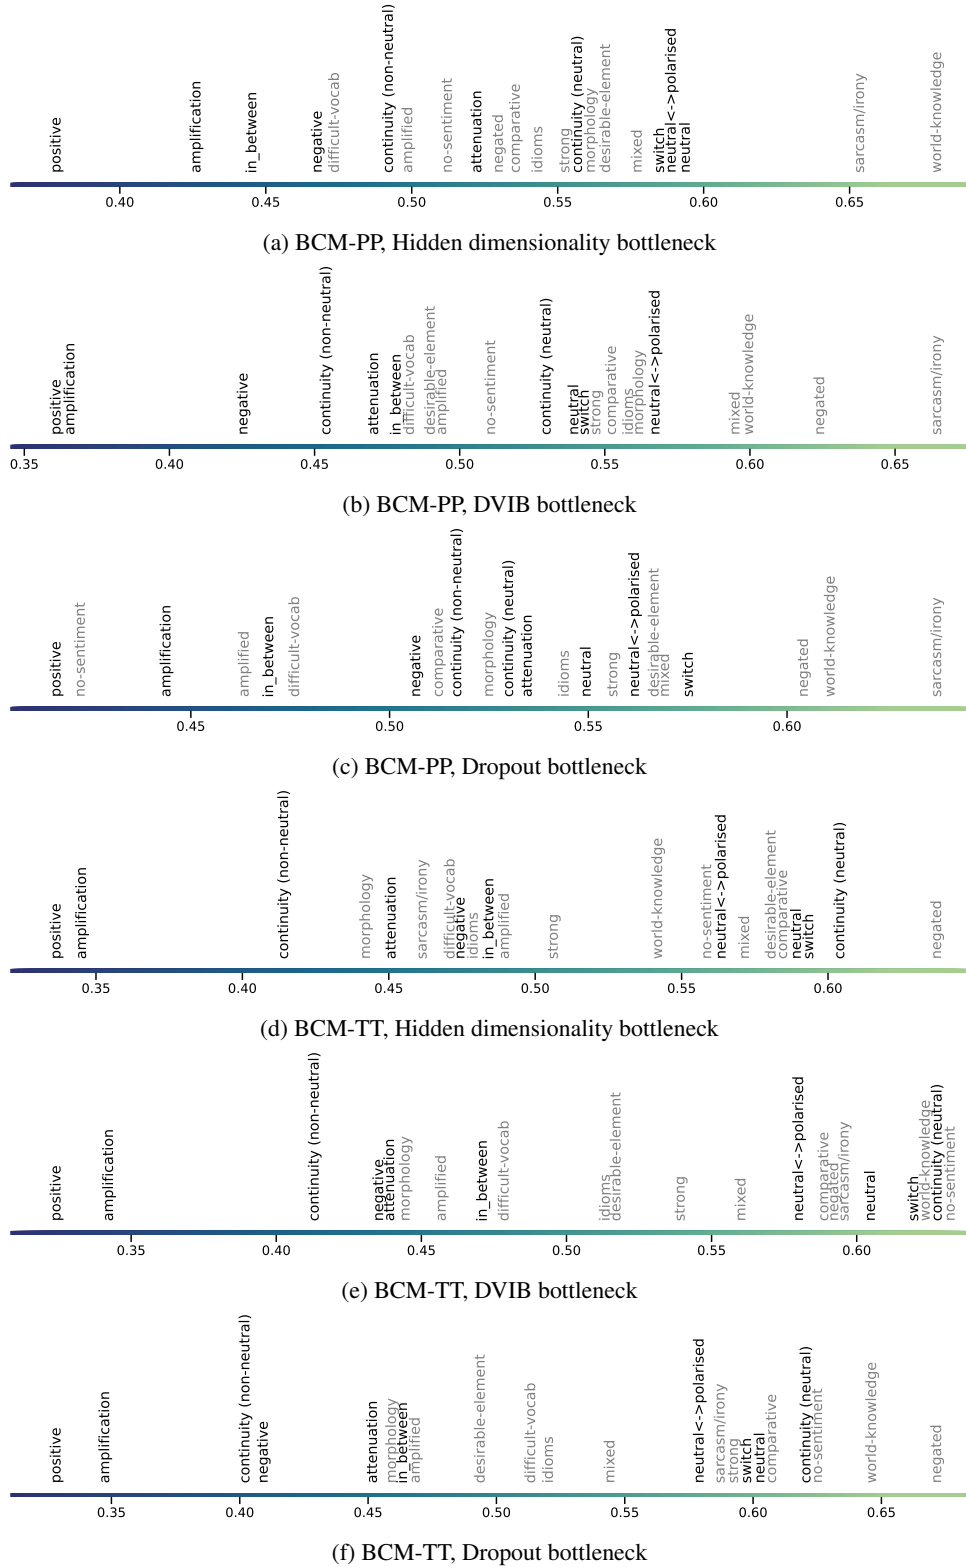 positive
amplification
in_between
negative
difficult-vocab
continuity (non-neutral)
amplified
no-sentiment
attenuation
negated
comparative
idioms
strong
continuity (neutral)
morphology
desirable-element
mixed
switch
neutral<->polarised
neutral
sarcasm/irony
world-knowledge
0.40 0.45 0.50 0.55 0.60 0.65
(a) BCM-PP, Hidden dimensionality bottleneck
positive
amplification
negative
continuity (non-neutral)
attenuation
in_between
difficult-vocab
desirable-element
amplified
no-sentiment
continuity (neutral)
neutral
switch
strong
comparative
idioms
morphology
neutral<->polarised
mixed
world-knowledge
negated
sarcasm/irony
0.35 0.40 0.45 0.50 0.55 0.60 0.65
(b) BCM-PP, DVIB bottleneck
positive
no-sentiment
amplification
amplified
in_between
difficult-vocab
negative
comparative
continuity (non-neutral)
morphology
continuity (neutral)
attenuation
idioms
neutral
strong
neutral<->polarised
desirable-element
mixed
switch
negated
world-knowledge
sarcasm/irony
0.45 0.50 0.55 0.60
(c) BCM-PP, Dropout bottleneck
positive
amplification
continuity (non-neutral)
morphology
attenuation
sarcasm/irony
difficult-vocab
negative
idioms
in_between
amplified
strong
world-knowledge
no-sentiment
neutral<->polarised
mixed
desirable-element
comparative
neutral
switch
continuity (neutral)
negated
0.35 0.40 0.45 0.50 0.55 0.60
(d) BCM-TT, Hidden dimensionality bottleneck
positive
amplification
continuity (non-neutral)
negative
attenuation
morphology
amplified
in_between
difficult-vocab
idioms
desirable-element
strong
mixed
neutral<->polarised
comparative
negated
sarcasm/irony
neutral
switch
world-knowledge
continuity (neutral)
no-sentiment
0.35 0.40 0.45 0.50 0.55 0.60
(e) BCM-TT, DVIB bottleneck
positive
amplification
continuity (non-neutral)
negative
attenuation
morphology
in_between
amplified
desirable-element
difficult-vocab
idioms
mixed
neutral<->polarised
sarcasm/irony
strong
switch
neutral
comparative
continuity (neutral)
no-sentiment
world-knowledge
negated
0.35 0.40 0.45 0.50 0.55 0.60 0.65
(f) BCM-TT, Dropout bottleneck